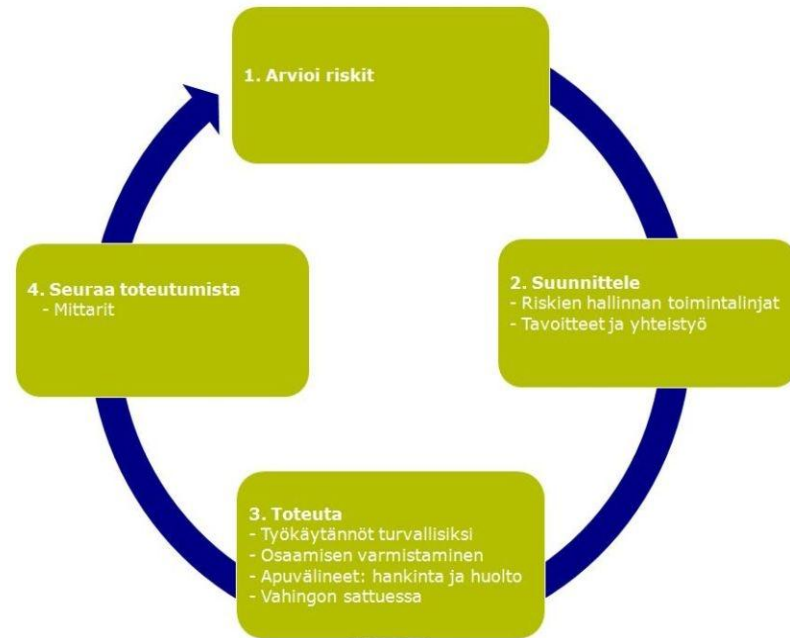 1. Arvioi riskit
2. Suunnittele
- Riskien hallinnan toimintalinjat
- Tavoitteet ja yhteistyö
3. Toteuta
- Työkäytännöt turvallisiksi
- Osaamisen varmistaminen
- Apuvälineet: hankinta ja huolto
- Vahingon sattuessa
4. Seuraa toteutumista
- Mittarit